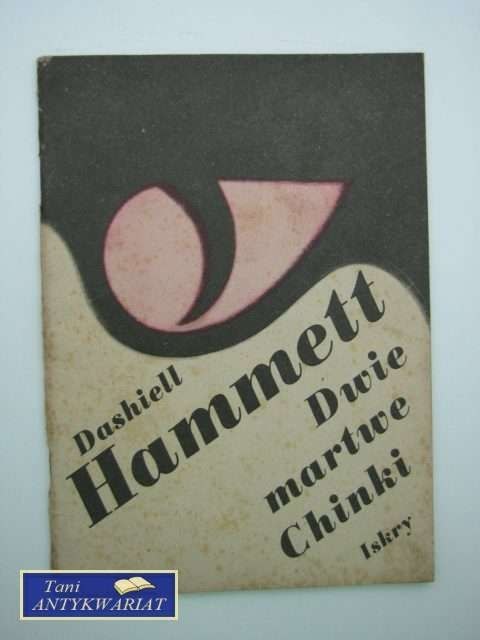 Dashiell
Hammett
Dwie
martwe
Chinki
Iskry
Tani
ANTYKWARIAT